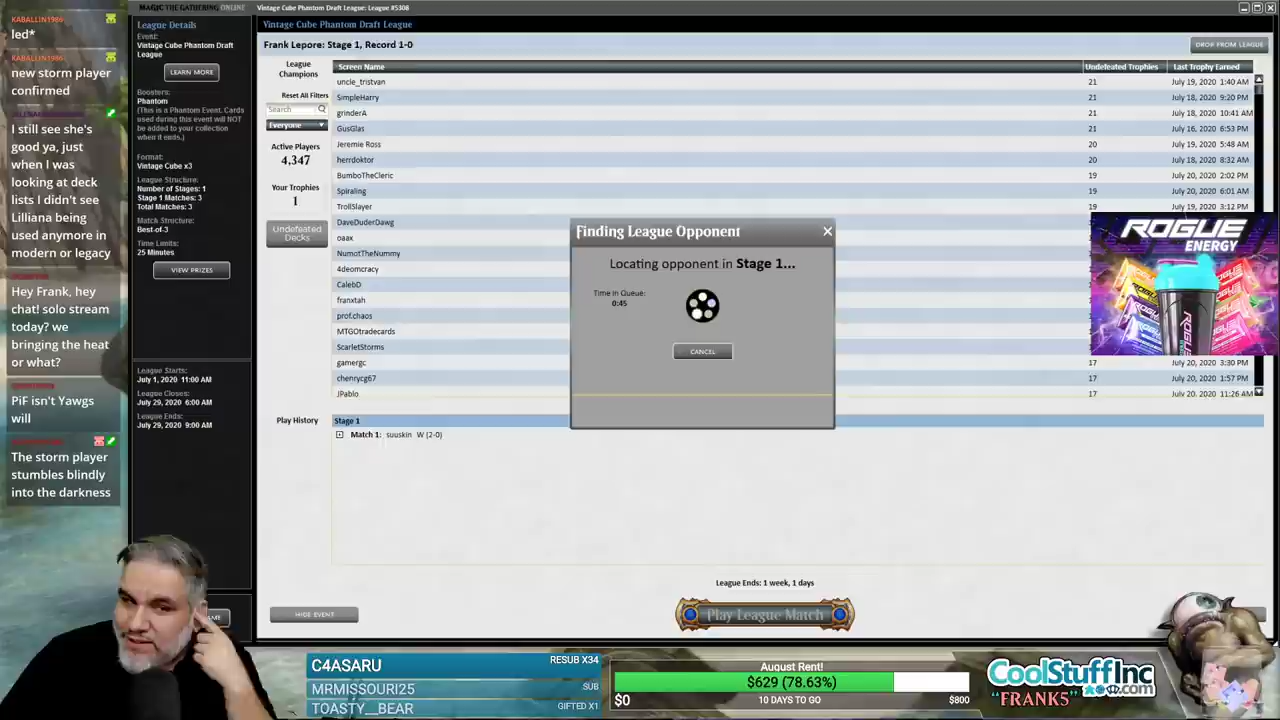 KABALLIN1986
led*
KABALLIN1986
new storm player
confirmed
I still see she's
good ya, just
when I was
looking at deck
lists I didn't see
Lilliana being
used anymore in
modern or legacy
Hey Frank, hey
chat! solo stream
today? we
bringing the heat
or what?
PiF isn't Yawgs
will
The storm player
stumbles blindly
into the darkness
MAGIC THE GATHERING ONLINE
League Details
Event:
Vintage Cube Phantom Draft
League
LEARN MORE
Boosters:
Phantom
(This is a Phantom Event. Cards
used during this event will NOT
be added to your collection
when it ends.)
Format:
Vintage Cube x3
League Structure:
Number of Stages: 1
Stage 1 Matches: 3
Total Matches: 3
Match Structure:
Best-of-3
Time Limits:
25 Minutes
VIEW PRIZES
League Starts:
July 1, 2020 11:00 AM
League Closes:
July 29, 2020 6:00 AM
League Ends:
July 29, 2020 9:00 AM
Vintage Cube Phantom Draft League: League #5308
Vintage Cube Phantom Draft League
Frank Lepore: Stage 1, Record 1-0
DROP FROM LEAGUE
League
Champions
Reset All Filters
Search
Everyone
Active Players
4,347
Your Trophies
1
Undefeated
Decks
Screen Name Undefeated Trophies Last Trophy Earned
uncle_tristvan 21 July 19, 2020 1:40 AM
SimpleHarry 21 July 18, 2020 9:20 PM
grinderA 21 July 18, 2020 10:41 AM
GusGlas 21 July 16, 2020 6:53 PM
Jeremie Ross 20 July 19, 2020 5:48 AM
herrdoktor 20 July 18, 2020 8:32 AM
BumboTheCleric 19 July 20, 2020 2:02 PM
Spiraling 19 July 20, 2020 6:01 AM
TrollSlayer 19 July 19, 2020 3:12 PM
DaveDuderDawg
oaax
NumotTheNummy
4deomcracy
CalebD
franxtah
prof.chaos
MTGOtradecards
ScarletStorms
gamergc 17 July 20, 2020 3:30 PM
chenrycg67 17 July 20, 2020 1:57 PM
JPablo 17 July 20, 2020 11:26 AM
Finding League Opponent
Locating opponent in Stage 1...
Time In Queue:
0:45
CANCEL
ROGUE
ENERGY
ROGUE
Play History
Stage 1
Match 1: suuskin W (2-0)
League Ends: 1 week, 1 days
HIDE EVENT
Play League Match
C4ASARU RESUB X34
MRMISSOURI25 SUB
TOASTY__BEAR GIFTED X1
August Rent!
$629 (78.63%)
$0 10 DAYS TO GO $800
CoolStuffInc
.com
"FRANK5"